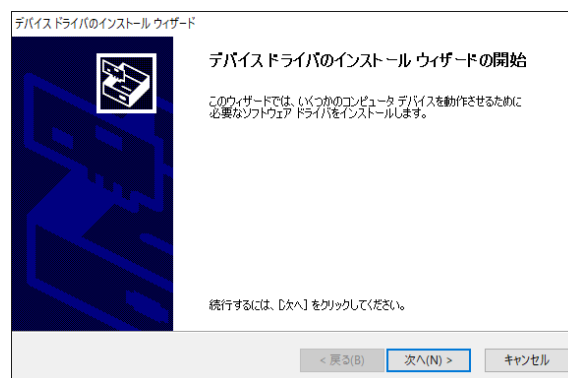 デバイス ドライバのインストール ウィザード
デバイス ドライバのインストール ウィザードの開始
このウィザードでは、いくつかのコンピュータ デバイスを動作させるために
必要なソフトウェア ドライバをインストールします。
続行するには、[次へ] をクリックしてください。
< 戻る(B)
次へ(N) >
キャンセル